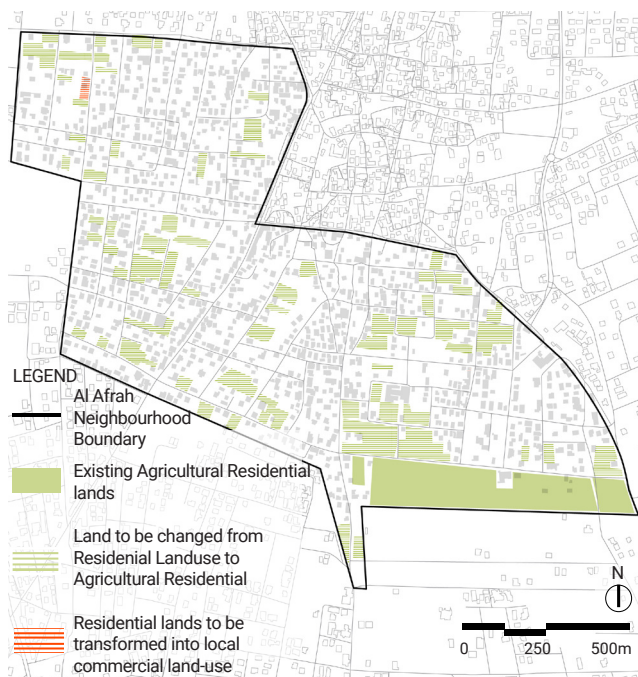 LEGEND
Al Afrah
Neighbourhood
Boundary
Existing Agricultural Residential
lands
Land to be changed from
Residenial Landuse to
Agricultural Residential
Residential lands to be
transformed into local
commercial land-use
N
0 250 500m